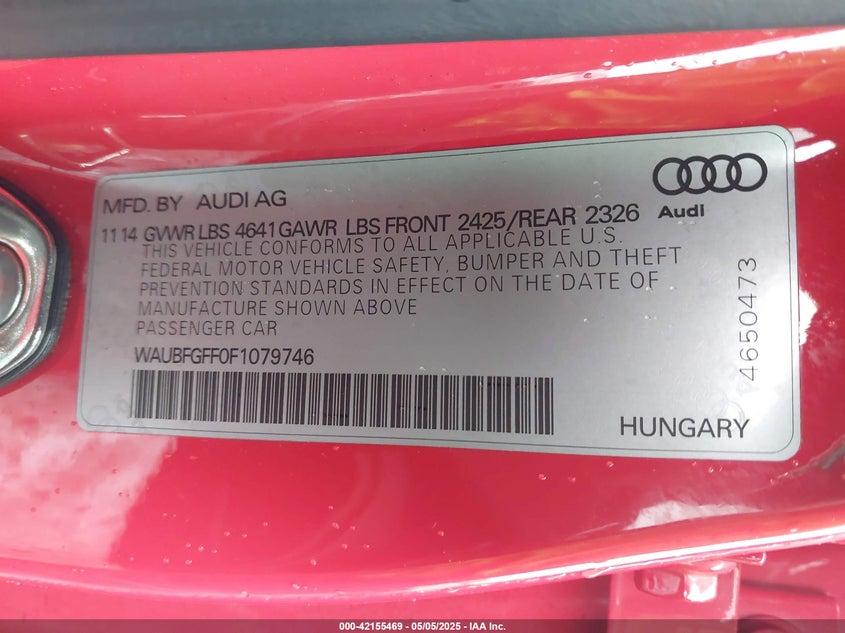 MFD. BY AUDI AG
Audi
11 14 GVWR LBS 4641 GAWR LBS FRONT 2425/REAR 2326
THIS VEHICLE CONFORMS TO ALL APPLICABLE U.S.
FEDERAL MOTOR VEHICLE SAFETY, BUMPER AND THEFT
PREVENTION STANDARDS IN EFFECT ON THE DATE OF
MANUFACTURE SHOWN ABOVE
PASSENGER CAR
WAUBFGFF0F1079746
4650473
HUNGARY
000-42155469 - 05/05/2025 - IAA Inc.